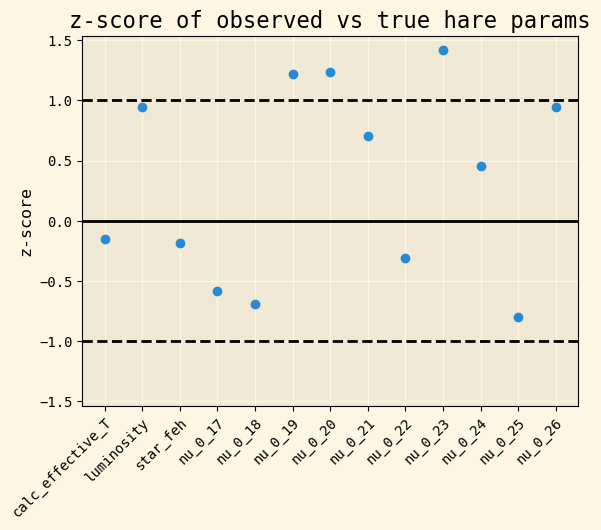 z-score of observed vs true hare params
1.5
1.0
0.5
0.0
−0.5
−1.0
−1.5
z-score
calc_effective_T
luminosity
star_feh
nu_0_17
nu_0_18
nu_0_19
nu_0_20
nu_0_21
nu_0_22
nu_0_23
nu_0_24
nu_0_25
nu_0_26